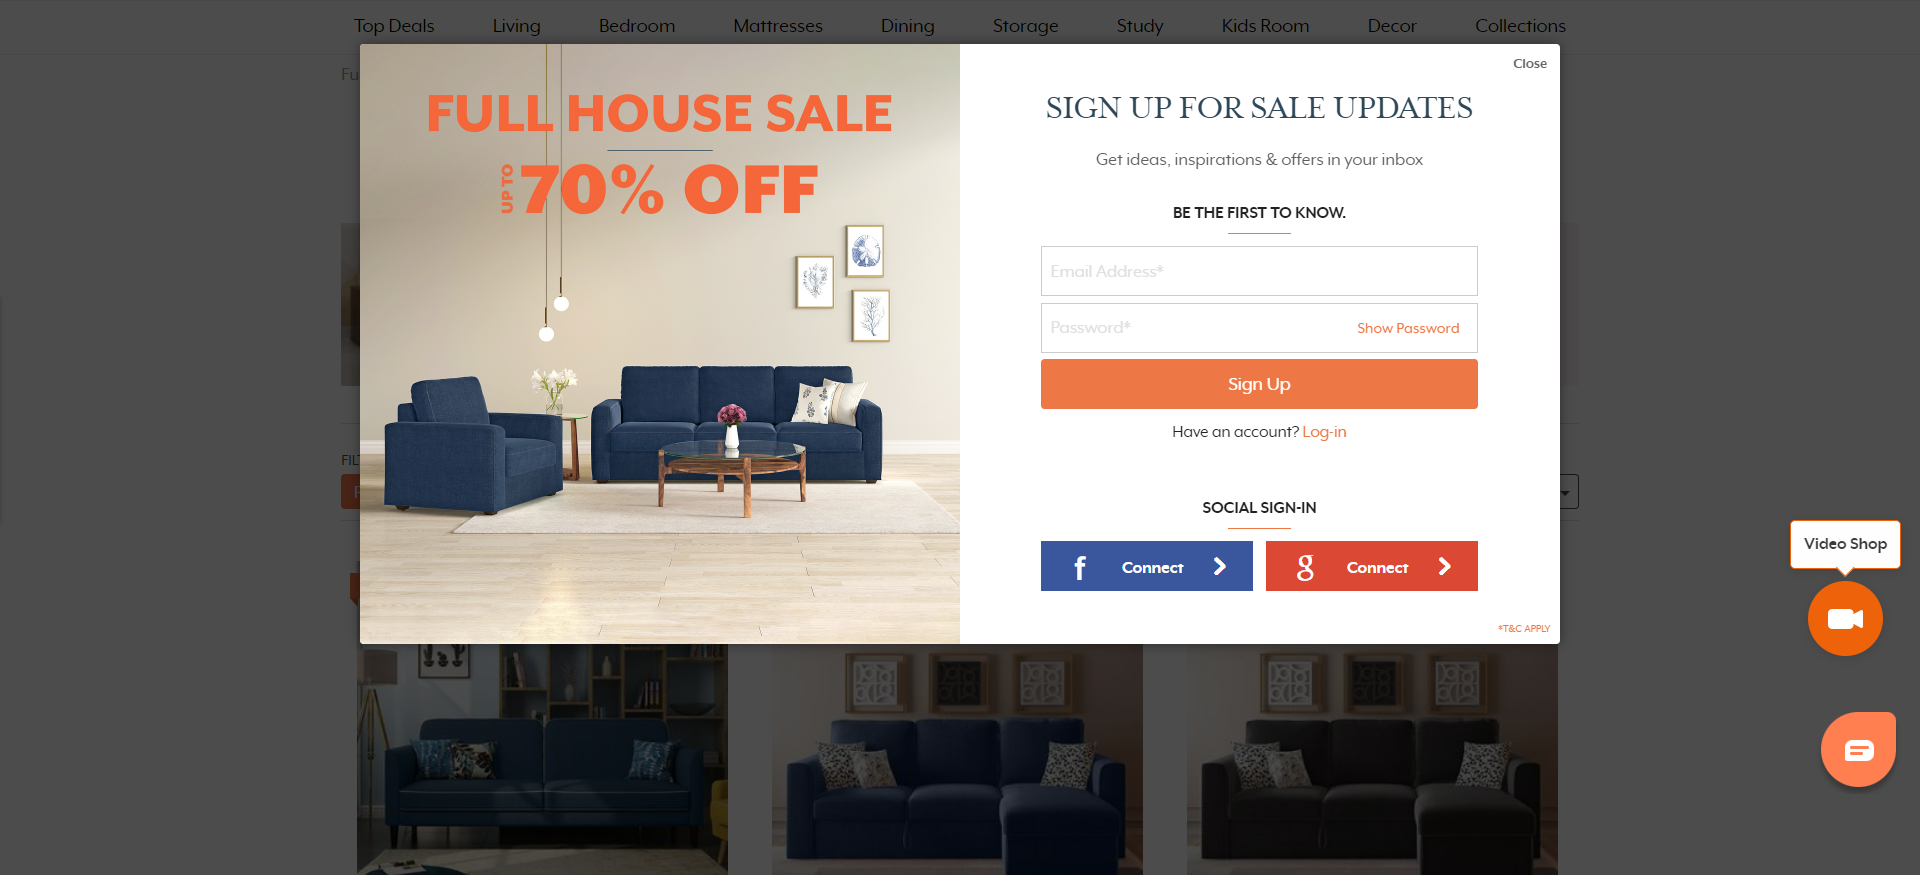 Top Deals Living Bedroom Mattresses Dining Storage Study Kids Room Decor Collections
Close
FULL HOUSE SALE
UP TO 70% OFF
SIGN UP FOR SALE UPDATES
Get ideas, inspirations & offers in your inbox
BE THE FIRST TO KNOW.
Email Address*
Password* Show Password
Sign Up
Have an account? Log-in
SOCIAL SIGN-IN
f Connect
g Connect
*T&C APPLY
Video Shop